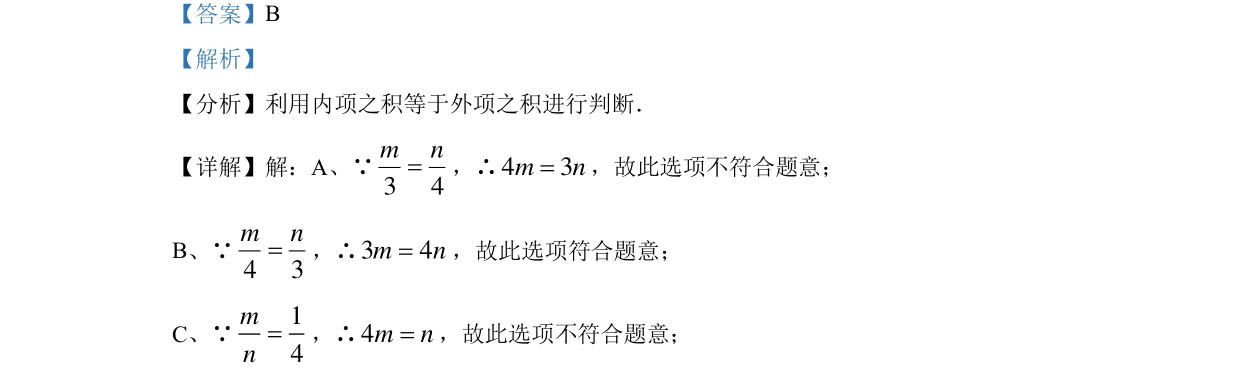 【答案】B
【解析】
【分析】利用内项之积等于外项之积进行判断．
【详解】解：A、∵ m/3 = n/4，∴4m = 3n，故此选项不符合题意；
B、∵ m/4 = n/3，∴3m = 4n，故此选项符合题意；
C、∵ m/n = 1/4，∴4m = n，故此选项不符合题意；